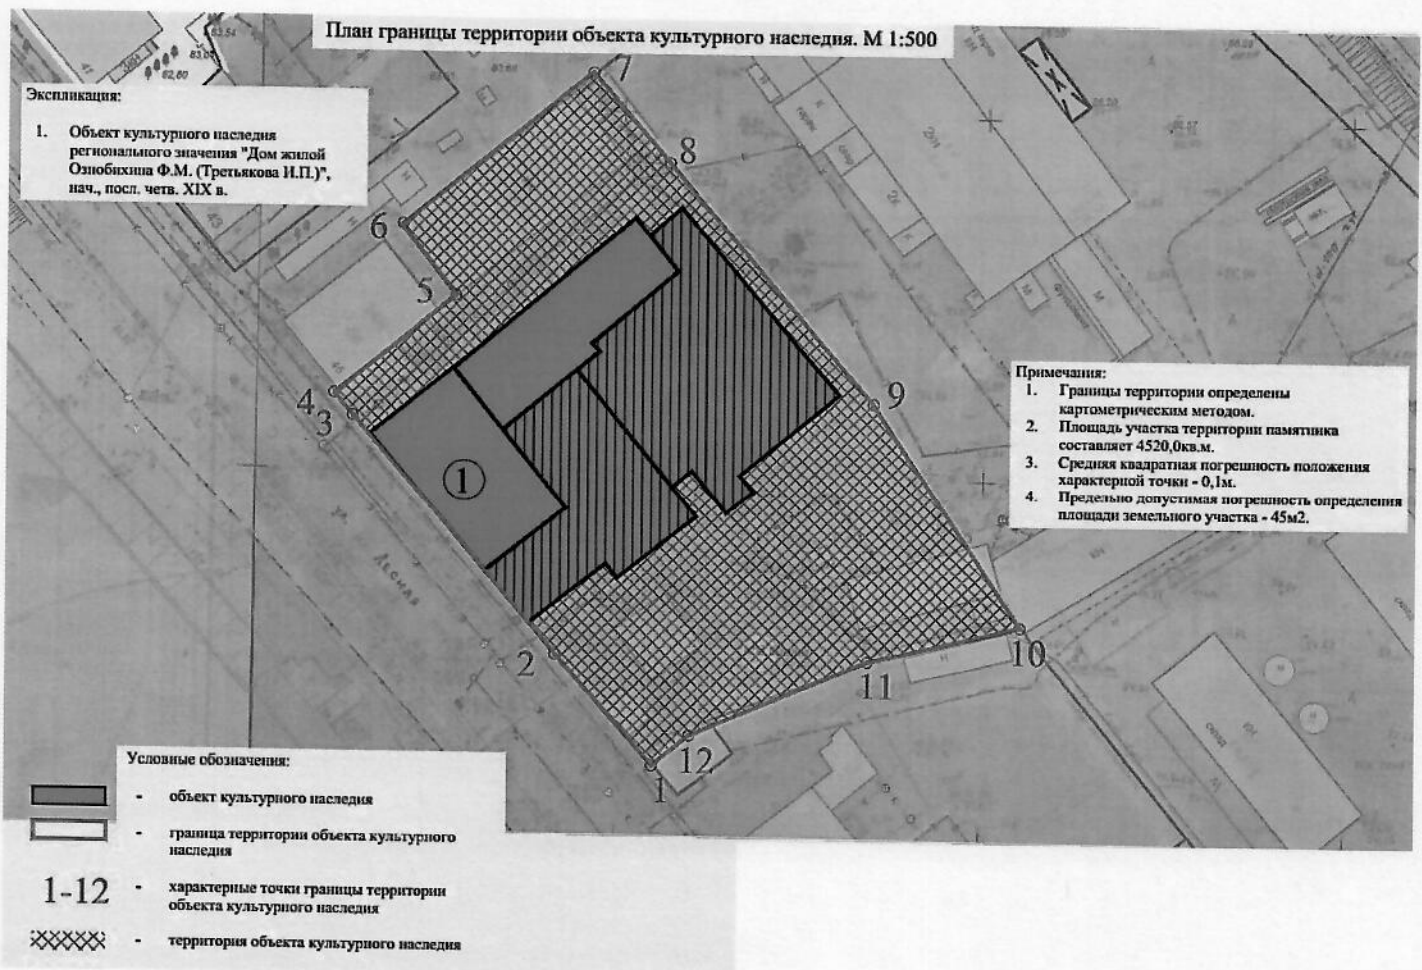 План границы территории объекта культурного наследия. М 1:500
Экспликация:
1. Объект культурного наследия
регионального значения "Дом жилой
Ознобихина Ф.М. (Третьякова И.П.)",
нач., посл. четв. XIX в.
7
8
6
5
4
3
9
1
2
10
11
12
1
ул.
Лесная
Примечания:
1. Границы территории определены
картометрическим методом.
2. Площадь участка территории памятника
составляет 4520,0кв.м.
3. Средняя квадратная погрешность положения
характерной точки - 0,1м.
4. Предельно допустимая погрешность определения
площади земельного участка - 45м2.
Условные обозначения:
- объект культурного наследия
- граница территории объекта культурного
наследия
1-12 - характерные точки границы территории
объекта культурного наследия
- территория объекта культурного наследия